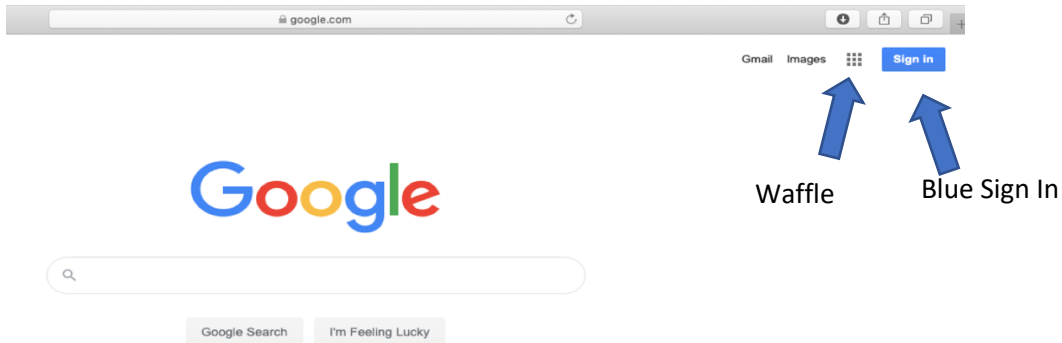 google.com
Gmail Images Sign in
Waffle Blue Sign In
Google
Google Search I'm Feeling Lucky